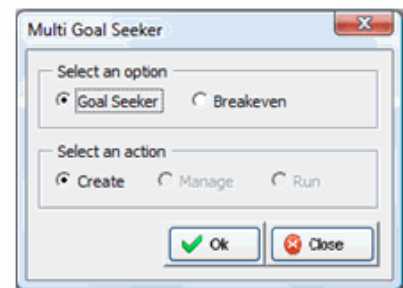 Multi Goal Seeker
Select an option
Goal Seeker Breakeven
Select an action
Create Manage Run
Ok Close